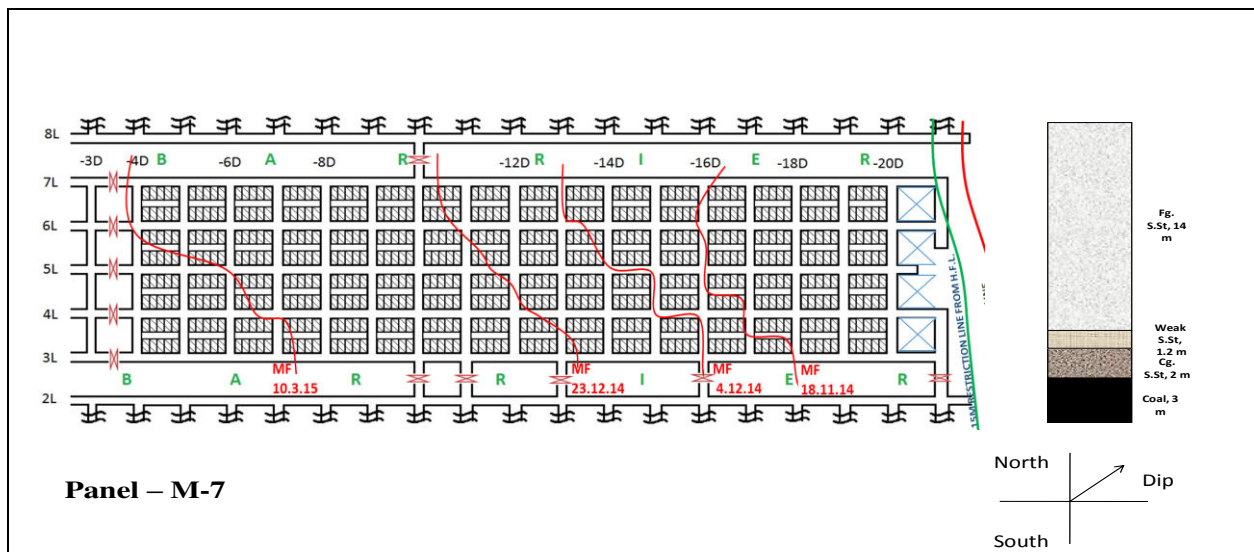 8L
-3D -4D B -6D A -8D R -12D R -14D I -16D E -18D R -20D
7L
6L
5L
4L
3L
B A R R I E R
MF
10.3.15
MF
23.12.14
MF
4.12.14
MF
18.11.14
2L
15M RESTRICTION LINE FROM H.F.L.
Fg.
S.St, 14
m
Weak
S.St,
1.2 m
Cg.
S.St, 2 m
Coal, 3
m
Panel – M-7
North
Dip
South